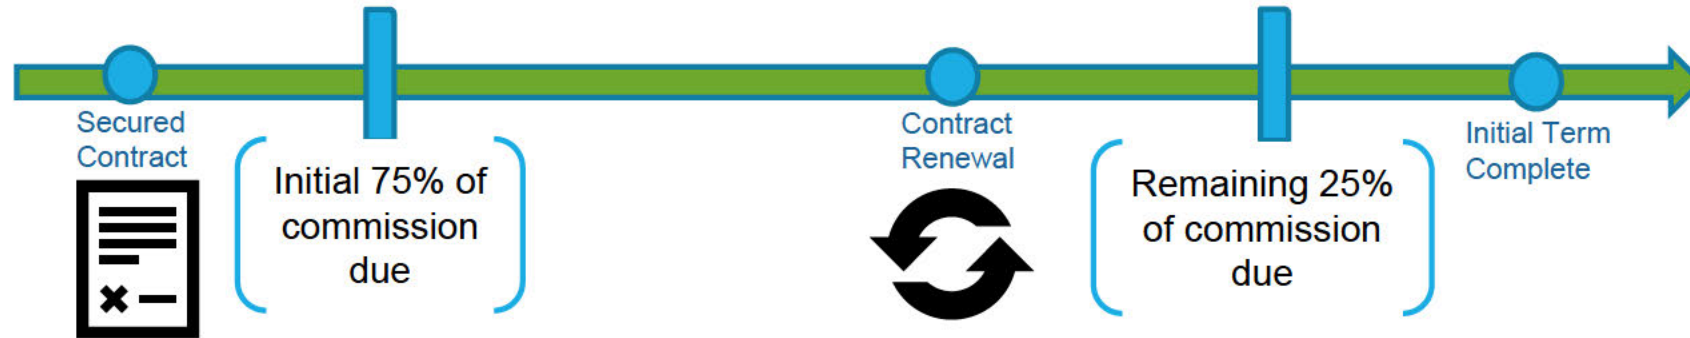 Secured
Contract
Initial 75% of
commission
due
Contract
Renewal
Remaining 25%
of commission
due
Initial Term
Complete